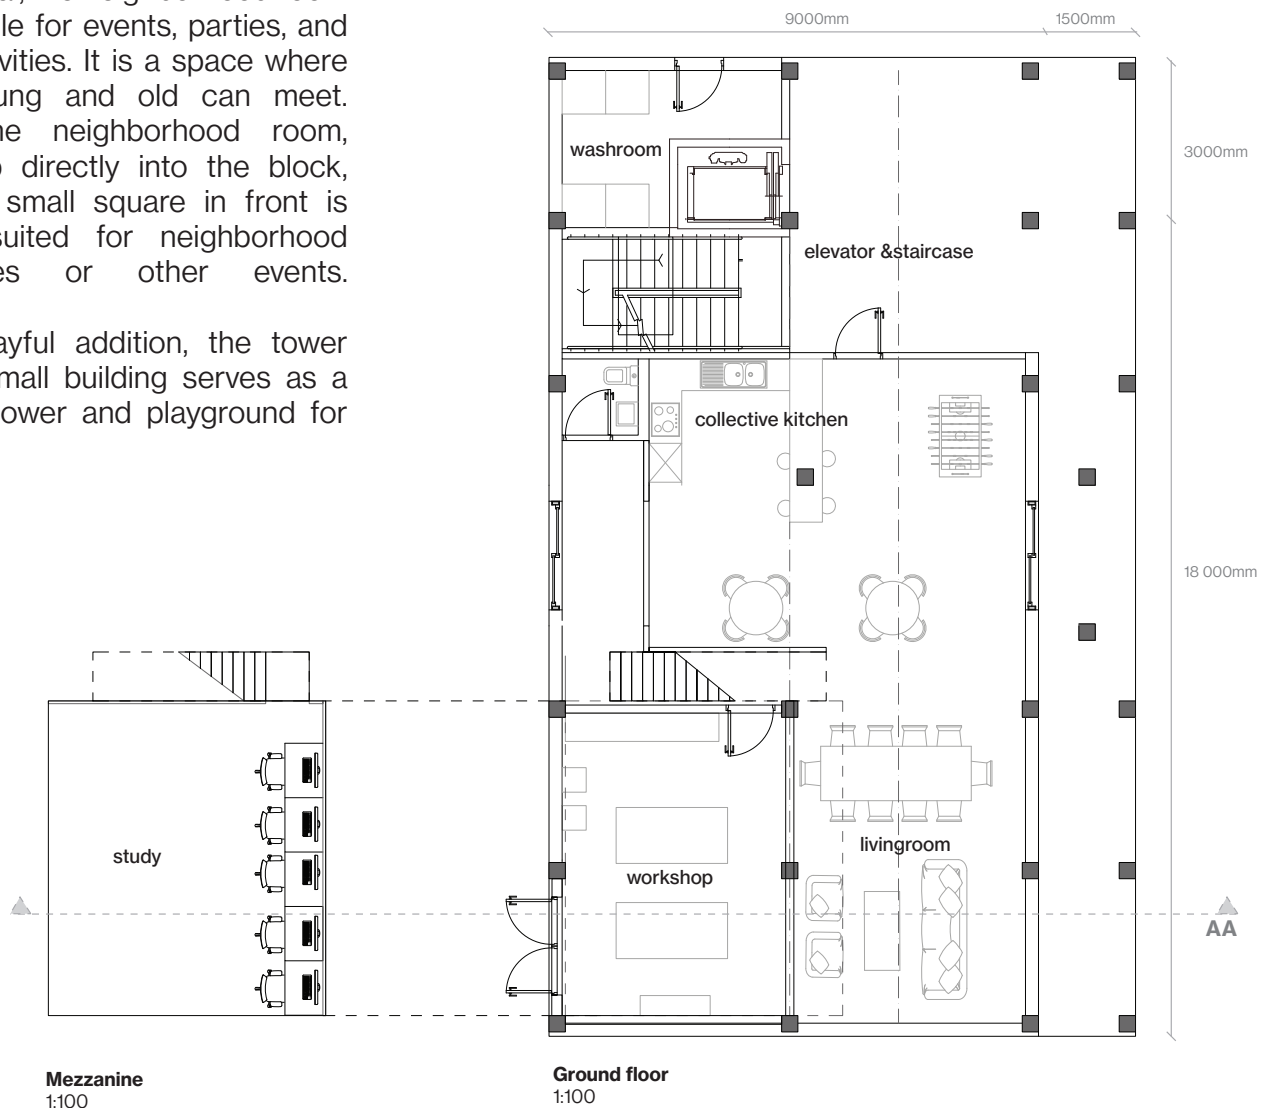 le for events, parties, and
vities. It is a space where
ung and old can meet.
ne neighborhood room,
directly into the block,
small square in front is
suited for neighborhood
es or other events.
ayful addition, the tower
mall building serves as a
ower and playground for
9000mm
1500mm
washroom
3000mm
elevator &staircase
collective kitchen
18 000mm
study
workshop
livingroom
AA
Mezzanine
1:100
Ground floor
1:100